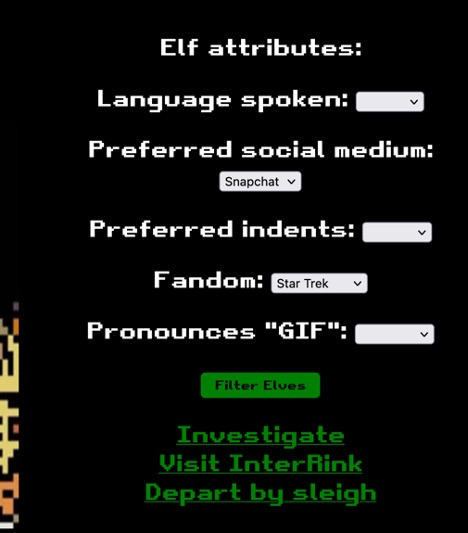 Elf attributes:
Language spoken:
Preferred social medium:
Snapchat
Preferred indents:
Fandom: Star Trek
Pronounces "GIF":
Filter Elves
Investigate
Visit InterRink
Depart by sleigh